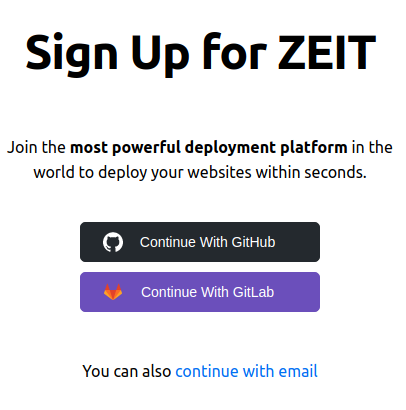 Sign Up for ZEIT
Join the most powerful deployment platform in the
world to deploy your websites within seconds.
Continue With GitHub
Continue With GitLab
You can also continue with email